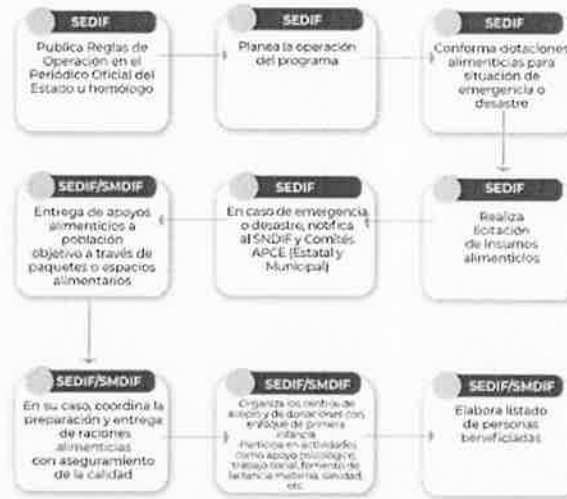 SEDIF
Publica Reglas de
Operación en el
Periódico Oficial del
Estado u homólogo
SEDIF
Planea la operación
del programa
SEDIF
Conforma dotaciones
alimenticias para
situación de
emergencia o
desastre
SEDIF
Realiza
licitación
de insumos
alimenticios
SEDIF
En caso de emergencia
o desastre, notifica
al SNDIF y Comités
APCE (Estatal y
Municipal)
SEDIF/SMDIF
Entrega de apoyos
alimenticios a
población
objetivo a través de
paquetes o espacios
alimentarios
SEDIF/SMDIF
En su caso, coordina la
preparación y entrega
de raciones
alimenticias
con aseguramiento
de la calidad
SEDIF/SMDIF
Organiza los centros de
acopio y de donaciones con
enfoque de primera
infancia
Participa en actividades
como apoyo psicológico,
trabajo social, fomento de
lactancia materna, sanidad,
etc.
SEDIF/SMDIF
Elabora listado
de personas
beneficiadas